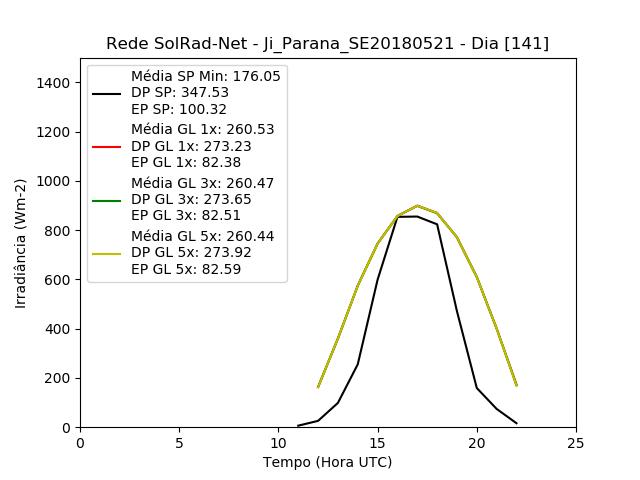 Rede SolRad-Net - Ji_Parana_SE20180521 - Dia [141]
Média SP Min: 176.05
DP SP: 347.53
EP SP: 100.32
Média GL 1x: 260.53
DP GL 1x: 273.23
EP GL 1x: 82.38
Média GL 3x: 260.47
DP GL 3x: 273.65
EP GL 3x: 82.51
Média GL 5x: 260.44
DP GL 5x: 273.92
EP GL 5x: 82.59
Irradiância (Wm-2)
1400
1200
1000
800
600
400
200
0
0 5 10 15 20 25
Tempo (Hora UTC)